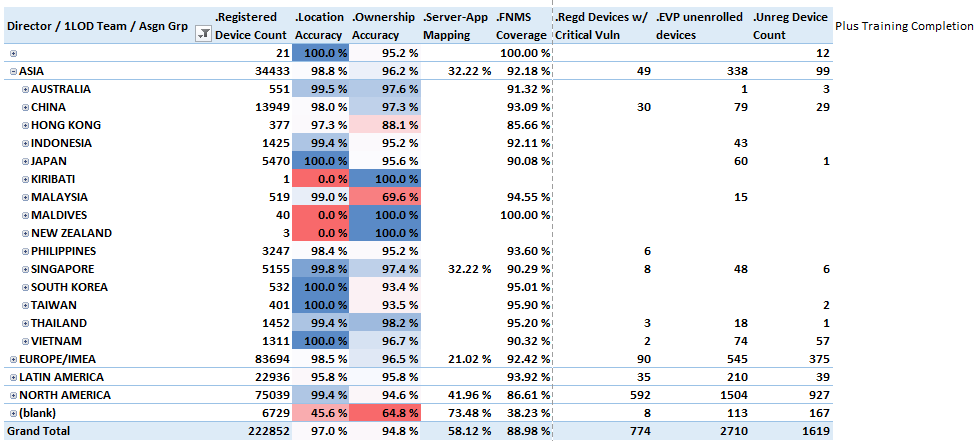 Director / 1LOD Team / Asgn Grp .Registered Device Count .Location Accuracy .Ownership Accuracy .Server-App Mapping .FNMS Coverage .Regd Devices w/ Critical Vuln .EVP unenrolled devices .Unreg Device Count Plus Training Completion
21 100.0 % 95.2 % 100.00 % 12
ASIA 34433 98.8 % 96.2 % 32.22 % 92.18 % 49 338 99
AUSTRALIA 551 99.5 % 97.6 % 91.32 % 1 3
CHINA 13949 98.0 % 97.3 % 93.09 % 30 79 29
HONG KONG 377 97.3 % 88.1 % 85.66 %
INDONESIA 1425 99.4 % 95.2 % 92.11 % 43
JAPAN 5470 100.0 % 95.6 % 90.08 % 60 1
KIRIBATI 1 0.0 % 100.0 %
MALAYSIA 519 99.0 % 69.6 % 94.55 % 15
MALDIVES 40 0.0 % 100.0 % 100.00 %
NEW ZEALAND 3 0.0 % 100.0 %
PHILIPPINES 3247 98.4 % 95.2 % 93.60 % 6
SINGAPORE 5155 99.8 % 97.4 % 32.22 % 90.29 % 8 48 6
SOUTH KOREA 532 100.0 % 93.4 % 95.01 %
TAIWAN 401 100.0 % 93.5 % 95.90 % 2
THAILAND 1452 99.4 % 98.2 % 95.20 % 3 18 1
VIETNAM 1311 100.0 % 96.7 % 90.32 % 2 74 57
EUROPE/IMEA 83694 98.5 % 96.5 % 21.02 % 92.42 % 90 545 375
LATIN AMERICA 22936 95.8 % 95.8 % 93.92 % 35 210 39
NORTH AMERICA 75039 99.4 % 94.6 % 41.96 % 86.61 % 592 1504 927
(blank) 6729 45.6 % 64.8 % 73.48 % 38.23 % 8 113 167
Grand Total 222852 97.0 % 94.8 % 58.12 % 88.98 % 774 2710 1619